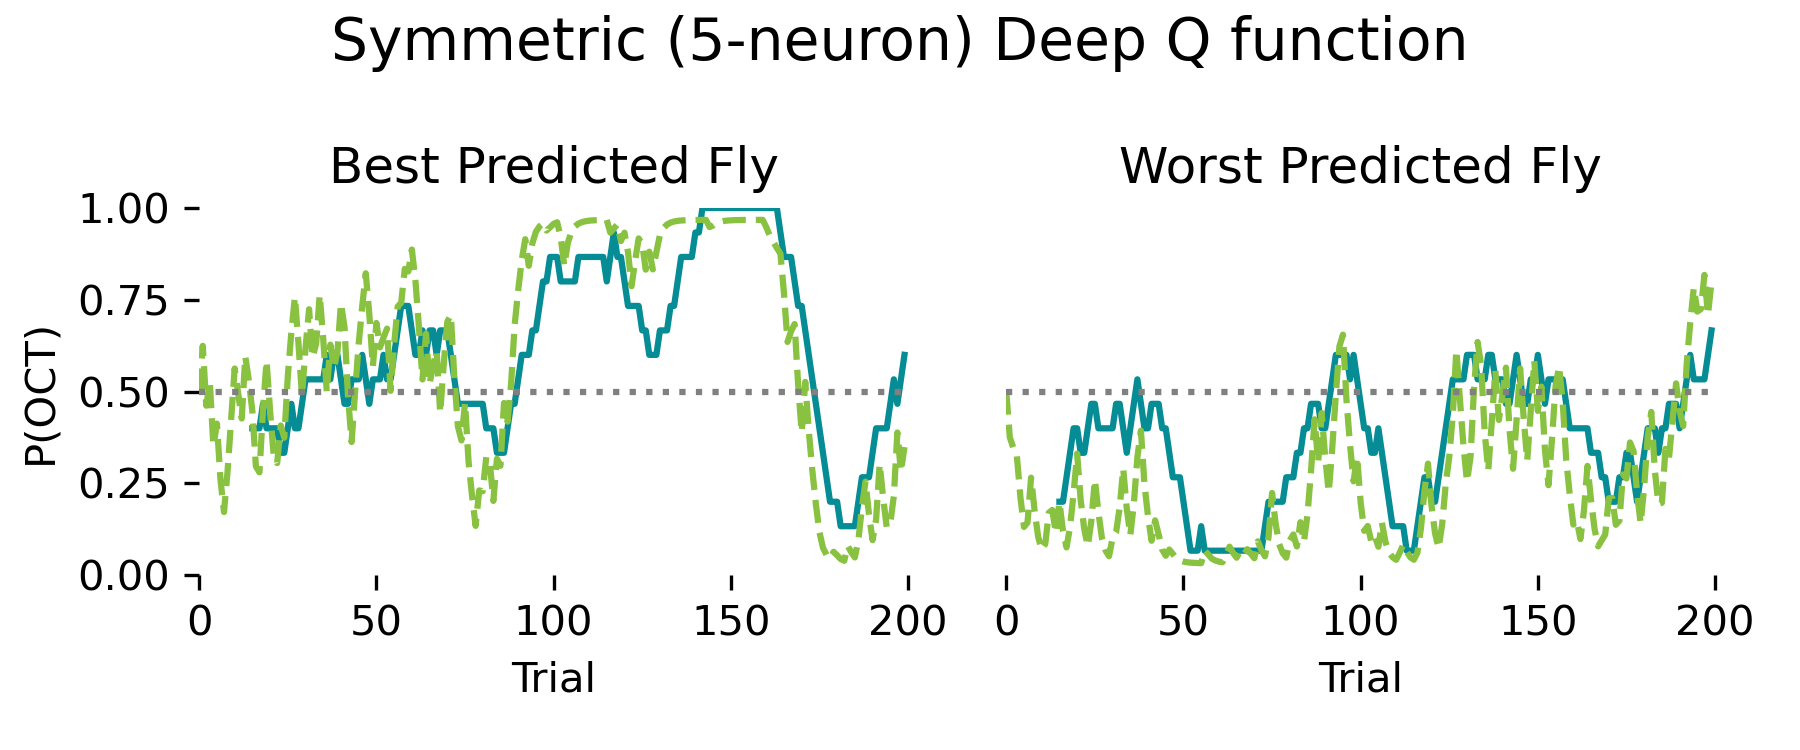 Symmetric (5-neuron) Deep Q function
Best Predicted Fly
Worst Predicted Fly
P(OCT)
1.00
0.75
0.50
0.25
0.00
0 50 100 150 200
0 50 100 150 200
Trial
Trial